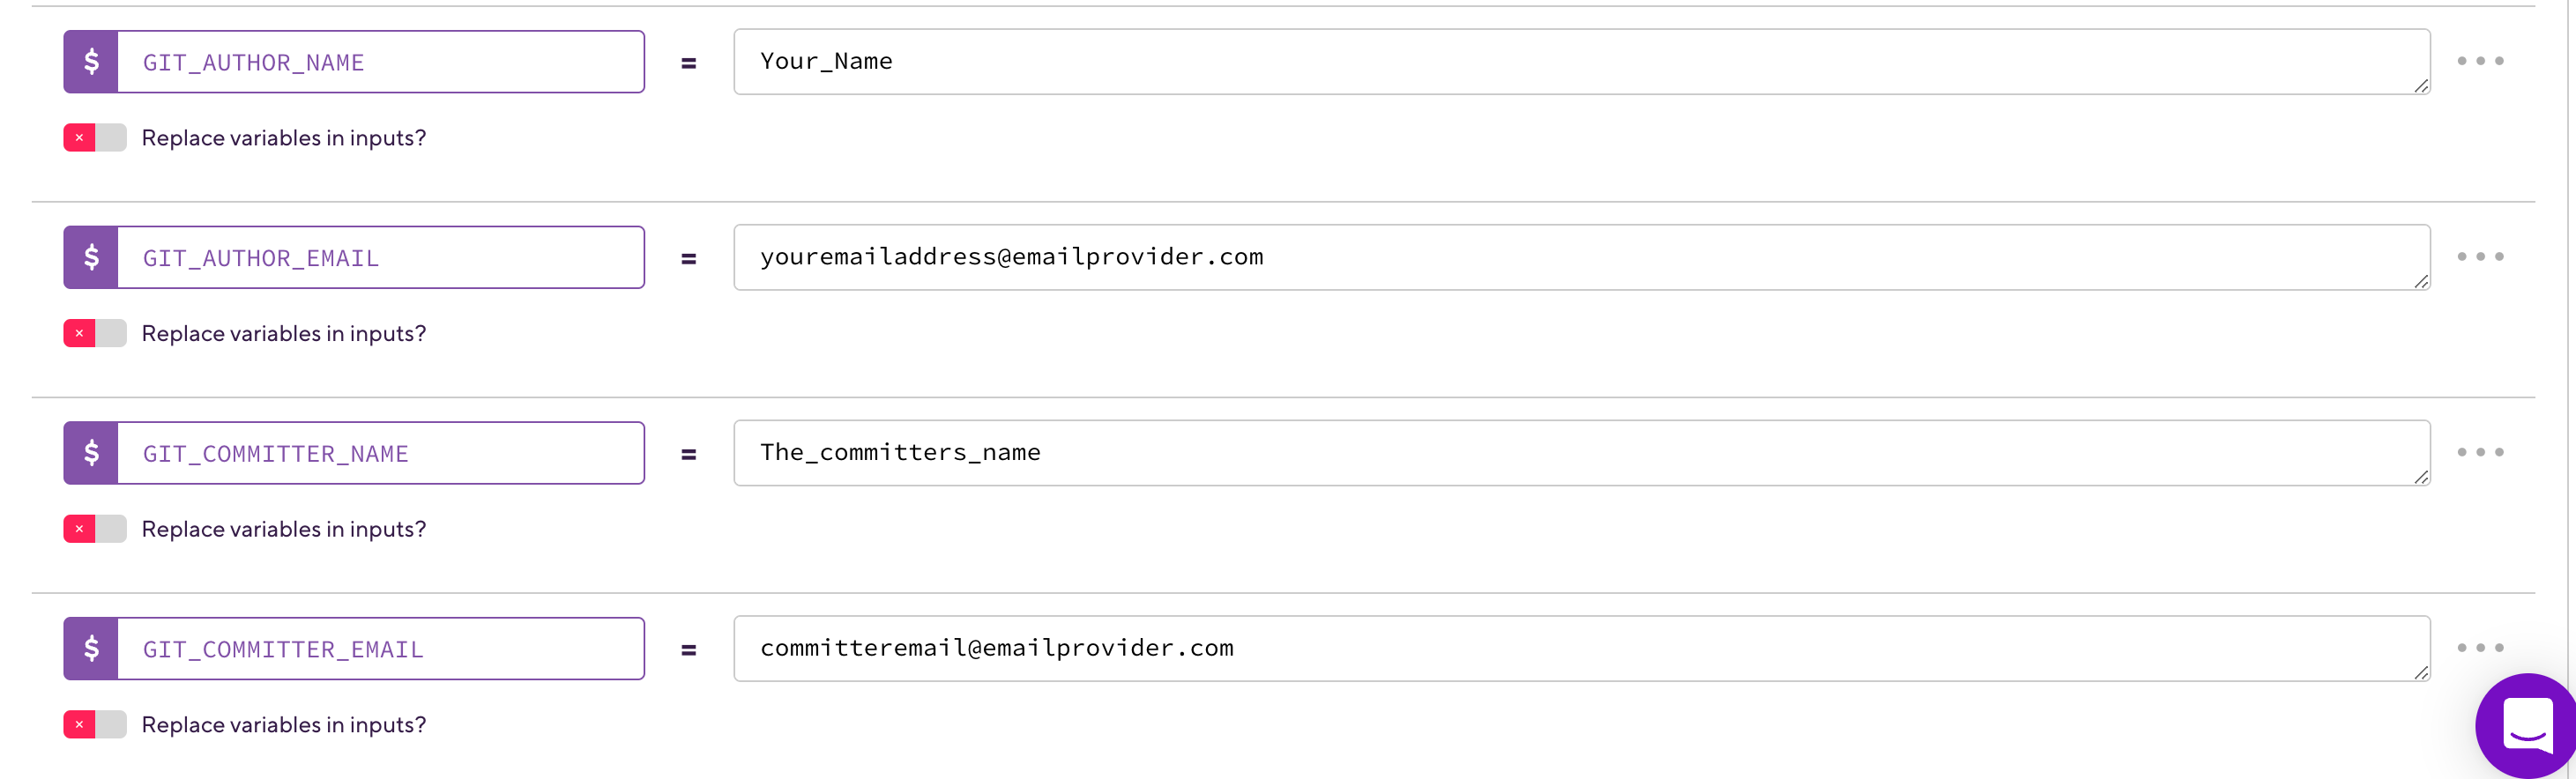 $ GIT_AUTHOR_NAME = Your_Name
× Replace variables in inputs?
$ GIT_AUTHOR_EMAIL = youremailaddress@emailprovider.com
× Replace variables in inputs?
$ GIT_COMMITTER_NAME = The_committers_name
× Replace variables in inputs?
$ GIT_COMMITTER_EMAIL = committeremail@emailprovider.com
× Replace variables in inputs?